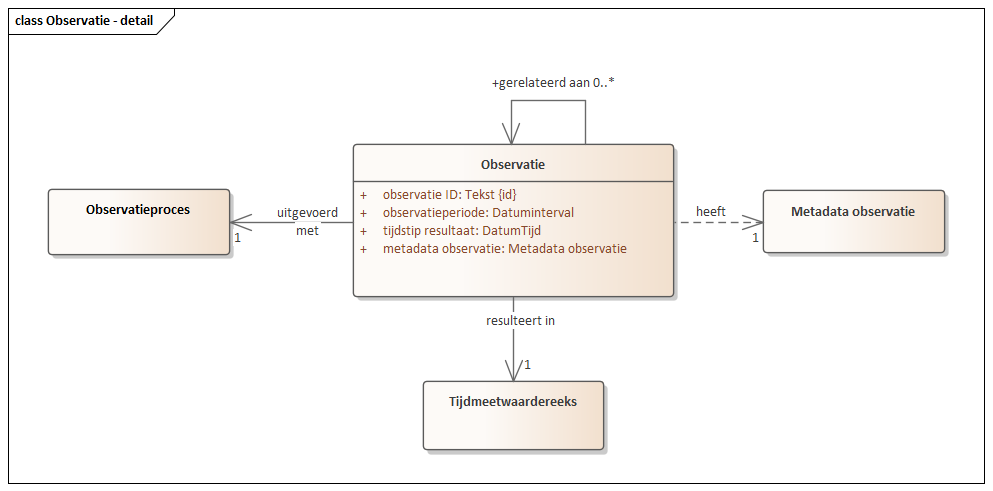 class Observatie - detail
+gerelateerd aan 0..*
Observatie
+ observatie ID: Tekst {id}
+ observatieperiode: Datuminterval
+ tijdstip resultaat: DatumTijd
+ metadata observatie: Metadata observatie
Observatieproces
uitgevoerd
met
1
heeft
1
Metadata observatie
resulteert in
1
Tijdmeetwaardereeks